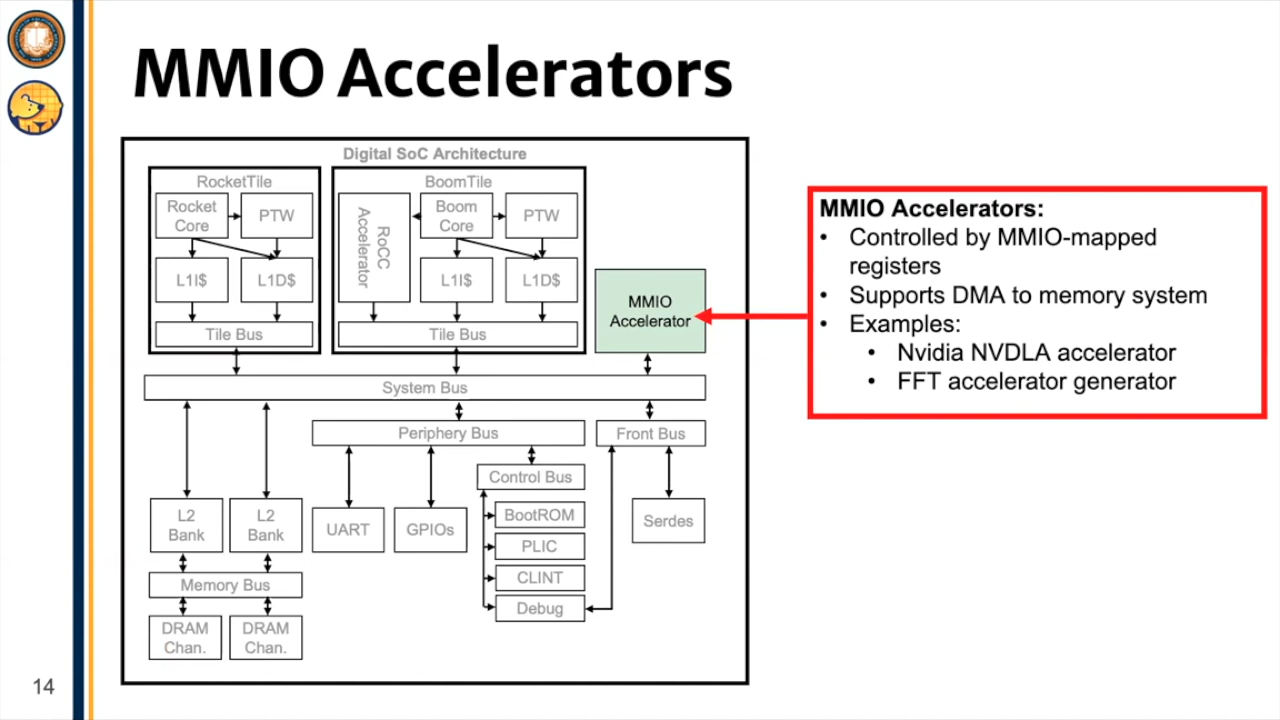 MMIO Accelerators
Digital SoC Architecture
RocketTile
Rocket
Core
PTW
L1I$
L1D$
Tile Bus
BoomTile
RoCC
Accelerator
Boom
Core
PTW
L1I$
L1D$
Tile Bus
MMIO
Accelerator
System Bus
Periphery Bus
Front Bus
Control Bus
L2
Bank
L2
Bank
UART
GPIOs
BootROM
PLIC
CLINT
Debug
Serdes
Memory Bus
DRAM
Chan.
DRAM
Chan.
MMIO Accelerators:
• Controlled by MMIO-mapped
registers
• Supports DMA to memory system
• Examples:
• Nvidia NVDLA accelerator
• FFT accelerator generator
14